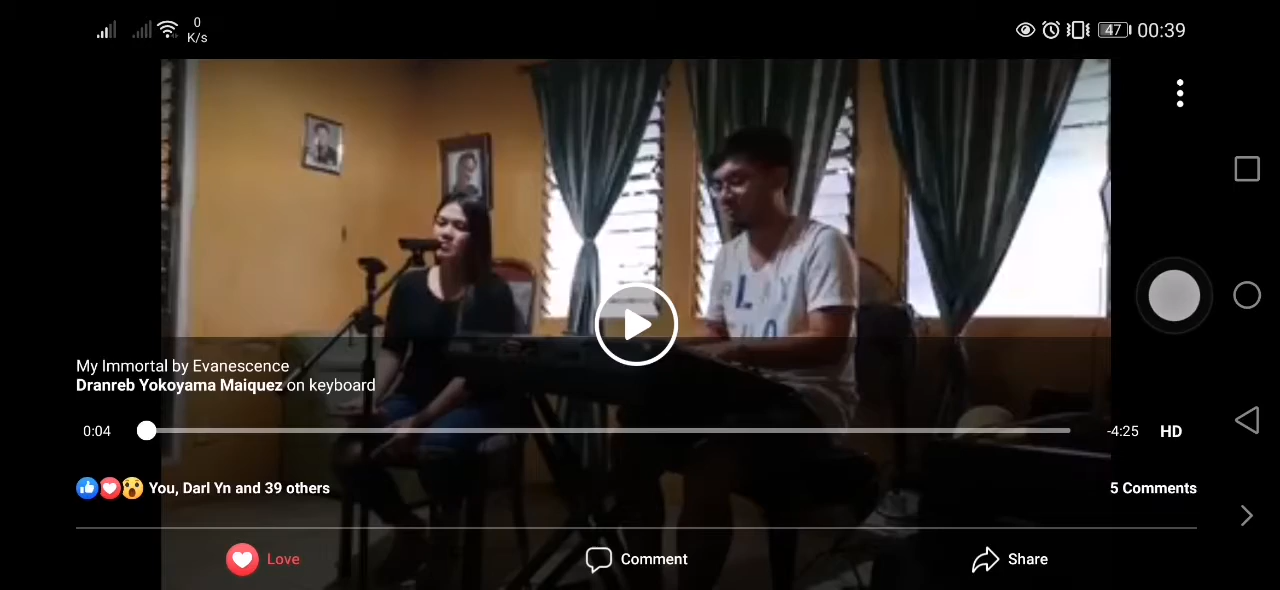 0
K/s
47
00:39
My Immortal by Evanescence
Dranreb Yokoyama Maiquez on keyboard
0:04
-4:25
HD
You, Darl Yn and 39 others
5 Comments
Love
Comment
Share